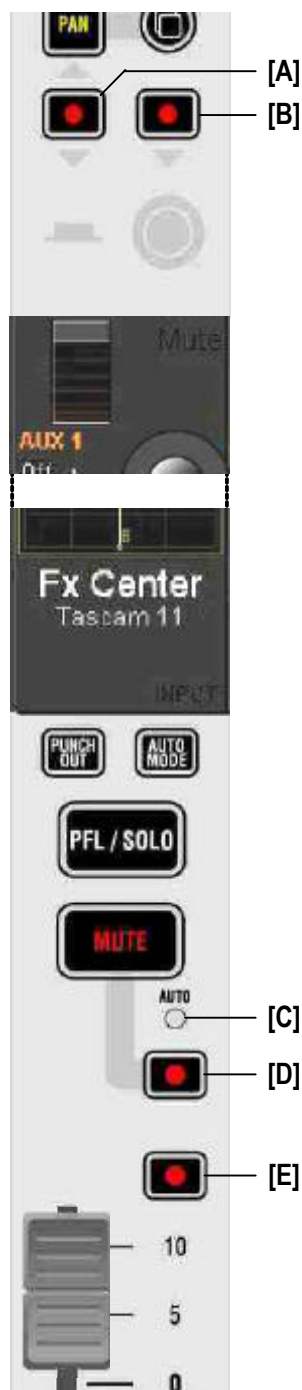 PAN
[A]
[B]
Mute
AUX 1
Off
Fx Center
Tascam 11
INPUT
PUNCH OUT
AUTO MODE
PFL / SOLO
MUTE
AUTO
[C]
[D]
[E]
10
5
0